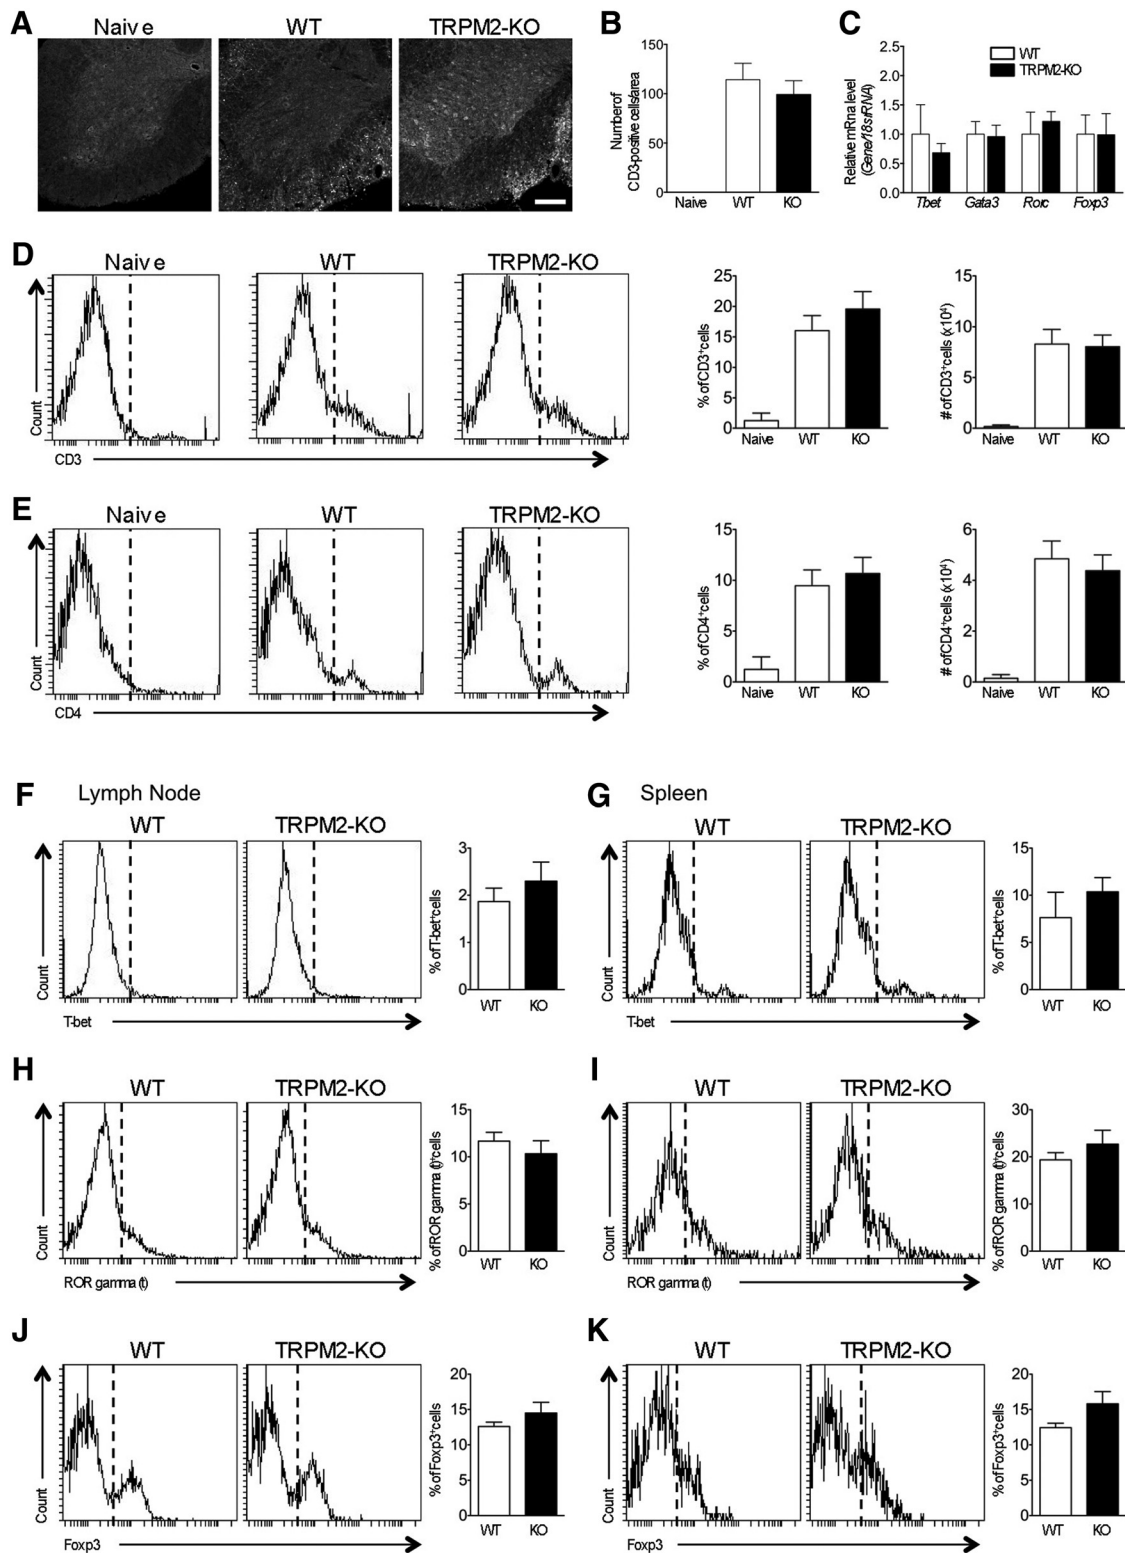 A
Naive
WT
TRPM2-KO
B
Number of
CD3-positive cells/area
150
100
50
0
Naive
WT
KO
C
Relative mRna level
(Gene/18srRNA)
2.5
2.0
1.5
1.0
0.5
0.0
WT
TRPM2-KO
Tbet
Gata3
Rorc
Foxp3
D
Naive
WT
TRPM2-KO
Count
CD3
% of CD3+ cells
25
20
15
10
5
0
Naive
WT
KO
# of CD3+ cells (x10⁴)
15
10
5
0
Naive
WT
KO
E
Naive
WT
TRPM2-KO
Count
CD4
% of CD4+ cells
15
10
5
0
Naive
WT
KO
# of CD4+ cells (x10⁴)
6
4
2
0
Naive
WT
KO
F
Lymph Node
WT
TRPM2-KO
Count
T-bet
% of T-bet+ cells
3
2
1
0
WT
KO
G
Spleen
WT
TRPM2-KO
Count
T-bet
% of T-bet+ cells
15
10
5
0
WT
KO
H
WT
TRPM2-KO
Count
ROR gamma (t)
% of ROR gamma (t)+ cells
15
10
5
0
WT
KO
I
WT
TRPM2-KO
Count
ROR gamma (t)
% of ROR gamma (t)+ cells
30
20
10
0
WT
KO
J
WT
TRPM2-KO
Count
Foxp3
% of Foxp3+ cells
20
15
10
5
0
WT
KO
K
WT
TRPM2-KO
Count
Foxp3
% of Foxp3+ cells
20
15
10
5
0
WT
KO